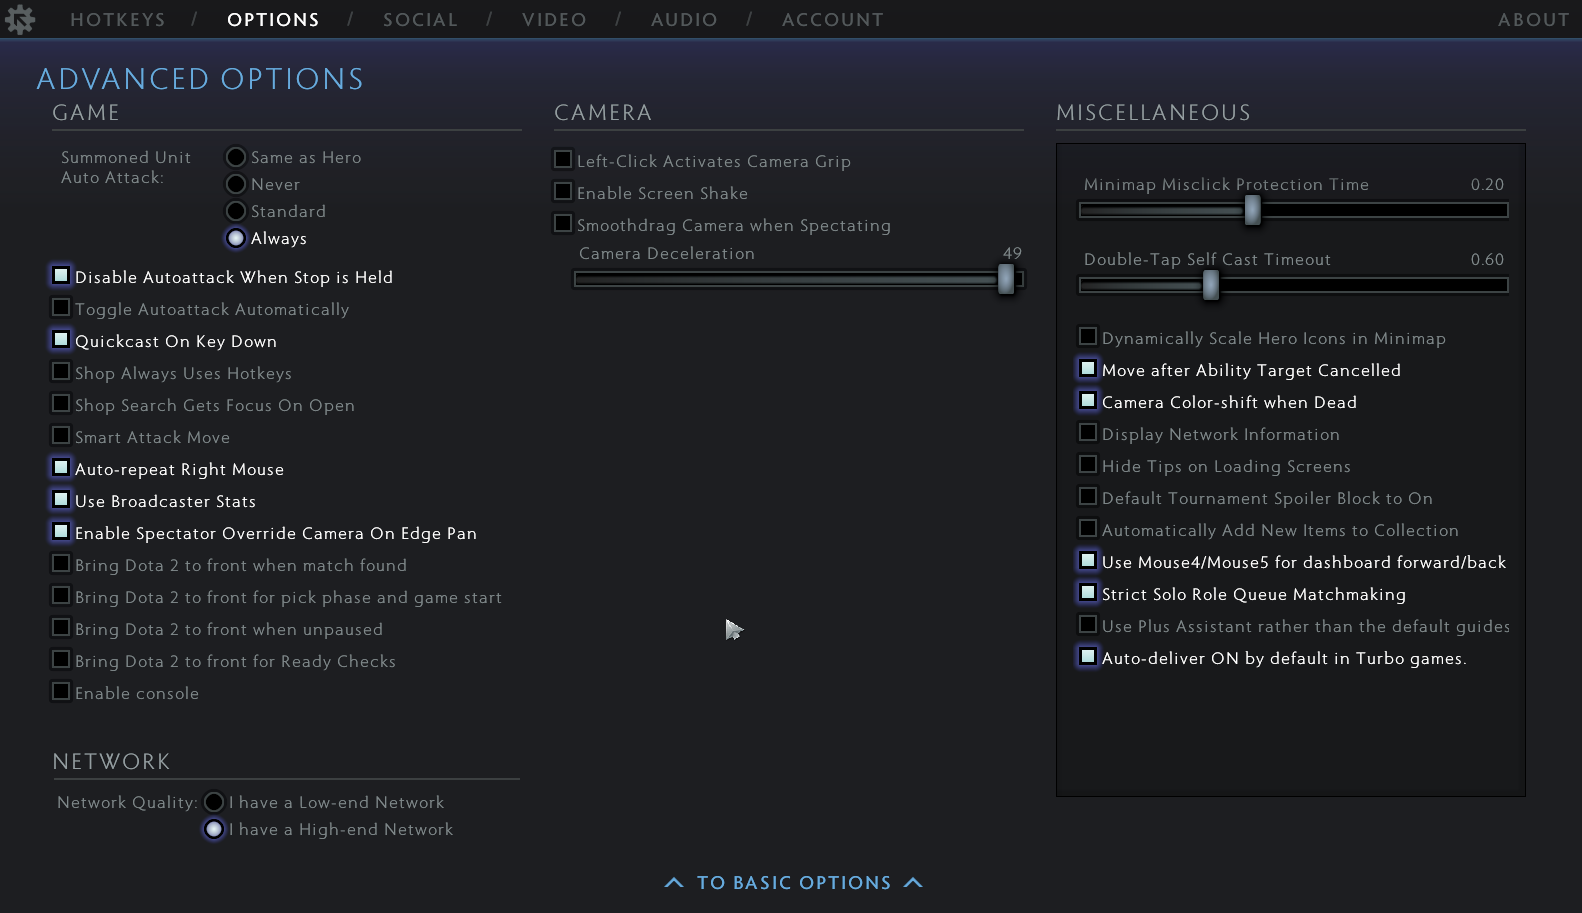 HOTKEYS / OPTIONS / SOCIAL / VIDEO / AUDIO / ACCOUNT ABOUT
ADVANCED OPTIONS
GAME
Summoned Unit
Auto Attack:
Same as Hero
Never
Standard
Always
Disable Autoattack When Stop is Held
Toggle Autoattack Automatically
Quickcast On Key Down
Shop Always Uses Hotkeys
Shop Search Gets Focus On Open
Smart Attack Move
Auto-repeat Right Mouse
Use Broadcaster Stats
Enable Spectator Override Camera On Edge Pan
Bring Dota 2 to front when match found
Bring Dota 2 to front for pick phase and game start
Bring Dota 2 to front when unpaused
Bring Dota 2 to front for Ready Checks
Enable console
NETWORK
Network Quality:
I have a Low-end Network
I have a High-end Network
CAMERA
Left-Click Activates Camera Grip
Enable Screen Shake
Smoothdrag Camera when Spectating
Camera Deceleration 49
MISCELLANEOUS
Minimap Misclick Protection Time 0.20
Double-Tap Self Cast Timeout 0.60
Dynamically Scale Hero Icons in Minimap
Move after Ability Target Cancelled
Camera Color-shift when Dead
Display Network Information
Hide Tips on Loading Screens
Default Tournament Spoiler Block to On
Automatically Add New Items to Collection
Use Mouse4/Mouse5 for dashboard forward/back
Strict Solo Role Queue Matchmaking
Use Plus Assistant rather than the default guides
Auto-deliver ON by default in Turbo games.
TO BASIC OPTIONS